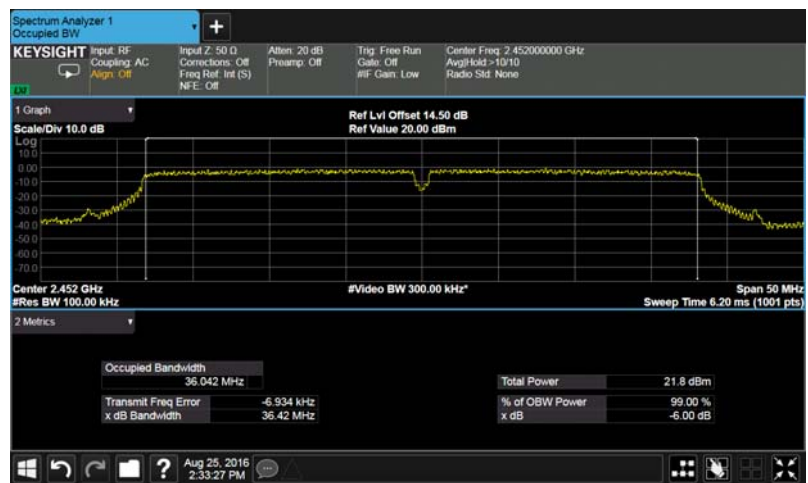 Spectrum Analyzer 1
Occupied BW
+
KEYSIGHT Input: RF Input Z: 50 Ω Atten: 20 dB Trig: Free Run Center Freq: 2.452000000 GHz
Coupling: AC Corrections: Off Preamp: Off Gate: Off Avg|Hold:>10/10
Align: Off Freq Ref: Int (S) #IF Gain: Low Radio Std: None
LXI NFE: Off
1 Graph Ref Lvl Offset 14.50 dB
Scale/Div 10.0 dB Ref Value 20.00 dBm
Log
10.0
0.00
-10.0
-20.0
-30.0
-40.0
-50.0
-60.0
-70.0
Center 2.452 GHz #Video BW 300.00 kHz* Span 50 MHz
#Res BW 100.00 kHz Sweep Time 6.20 ms (1001 pts)
2 Metrics
Occupied Bandwidth
36.042 MHz Total Power 21.8 dBm
Transmit Freq Error -6.934 kHz % of OBW Power 99.00 %
x dB Bandwidth 36.42 MHz x dB -6.00 dB
? Aug 25, 2016
2:33:27 PM